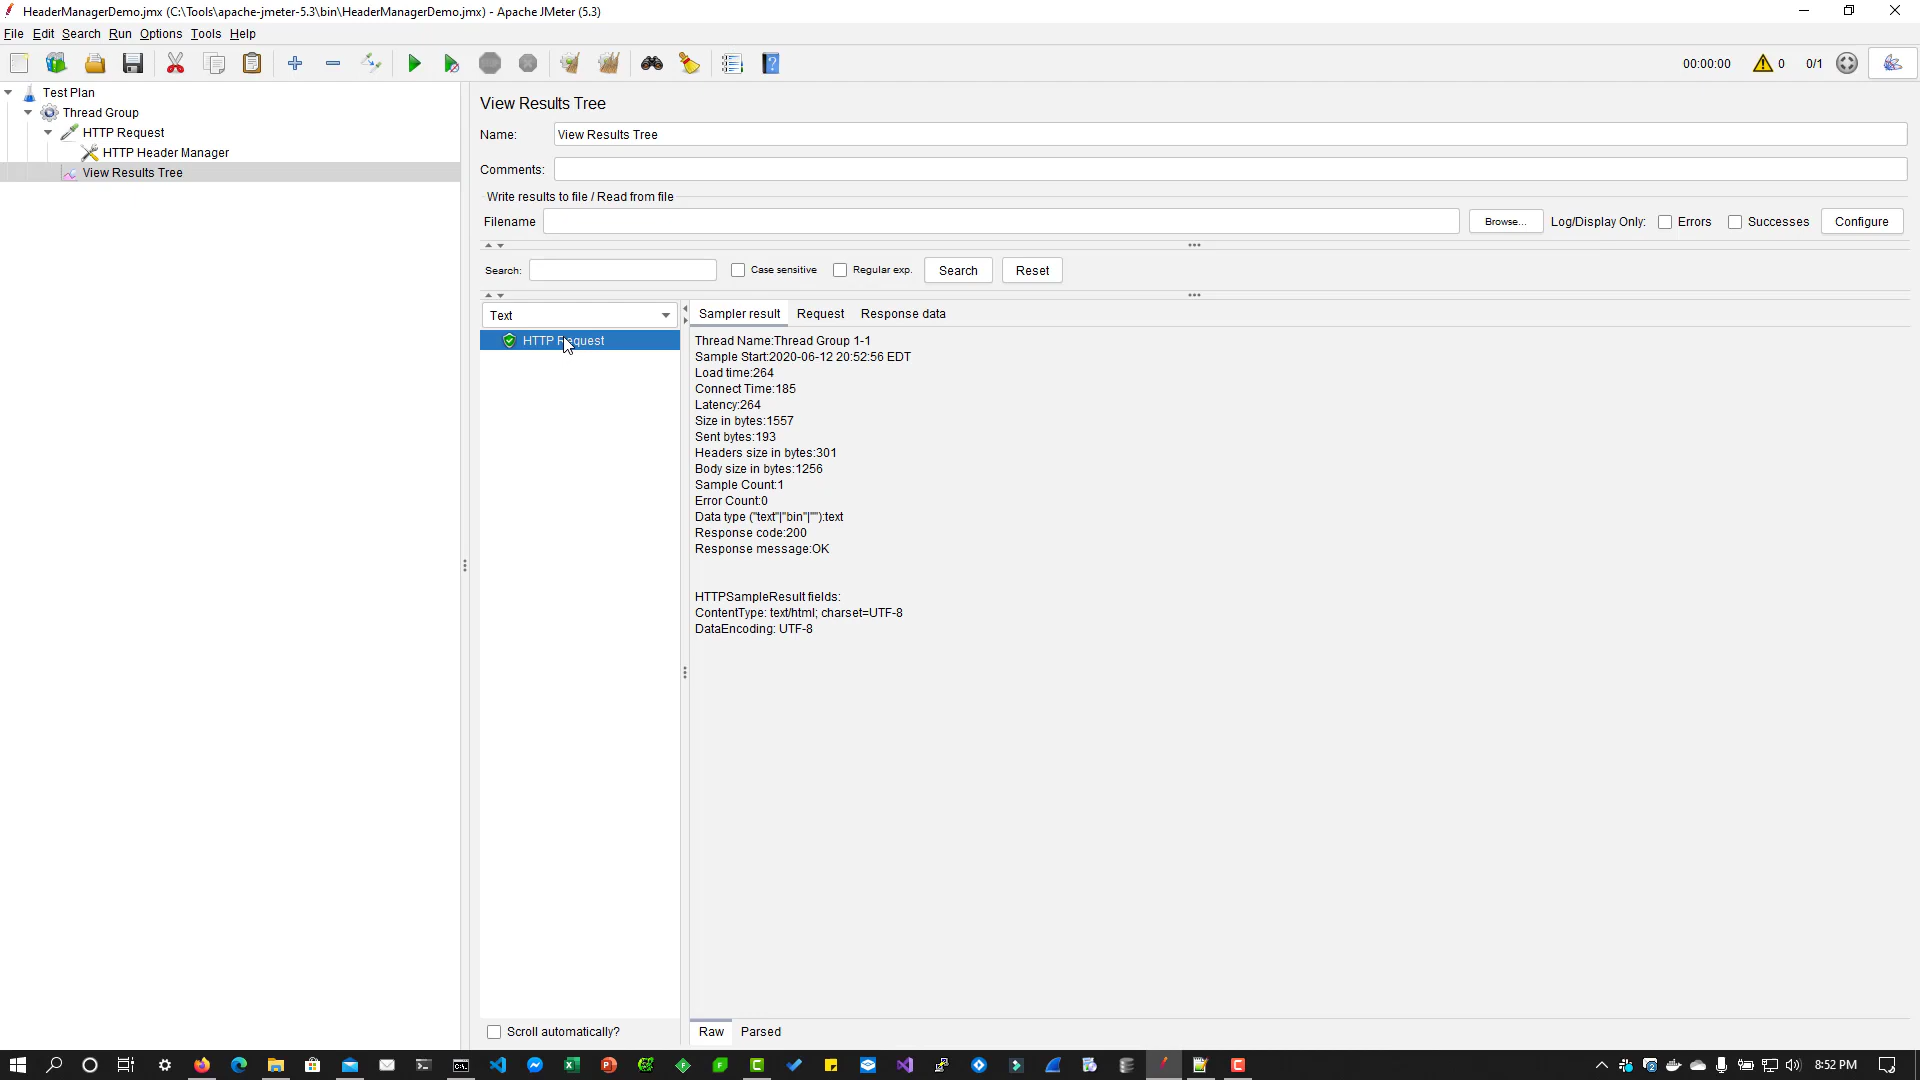 HeaderManagerDemo.jmx (C:\Tools\apache-jmeter-5.3\bin\HeaderManagerDemo.jmx) - Apache JMeter (5.3)
File Edit Search Run Options Tools Help
00:00:00 0 0/1
Test Plan
Thread Group
HTTP Request
HTTP Header Manager
View Results Tree
View Results Tree
Name: View Results Tree
Comments:
Write results to file / Read from file
Filename Browse... Log/Display Only: Errors Successes Configure
Search: Case sensitive Regular exp. Search Reset
Text
HTTP Request
Sampler result Request Response data
Thread Name:Thread Group 1-1
Sample Start:2020-06-12 20:52:56 EDT
Load time:264
Connect Time:185
Latency:264
Size in bytes:1557
Sent bytes:193
Headers size in bytes:301
Body size in bytes:1256
Sample Count:1
Error Count:0
Data type ("text"|"bin"|""):text
Response code:200
Response message:OK
HTTPSampleResult fields:
ContentType: text/html; charset=UTF-8
DataEncoding: UTF-8
Scroll automatically? Raw Parsed
8:52 PM